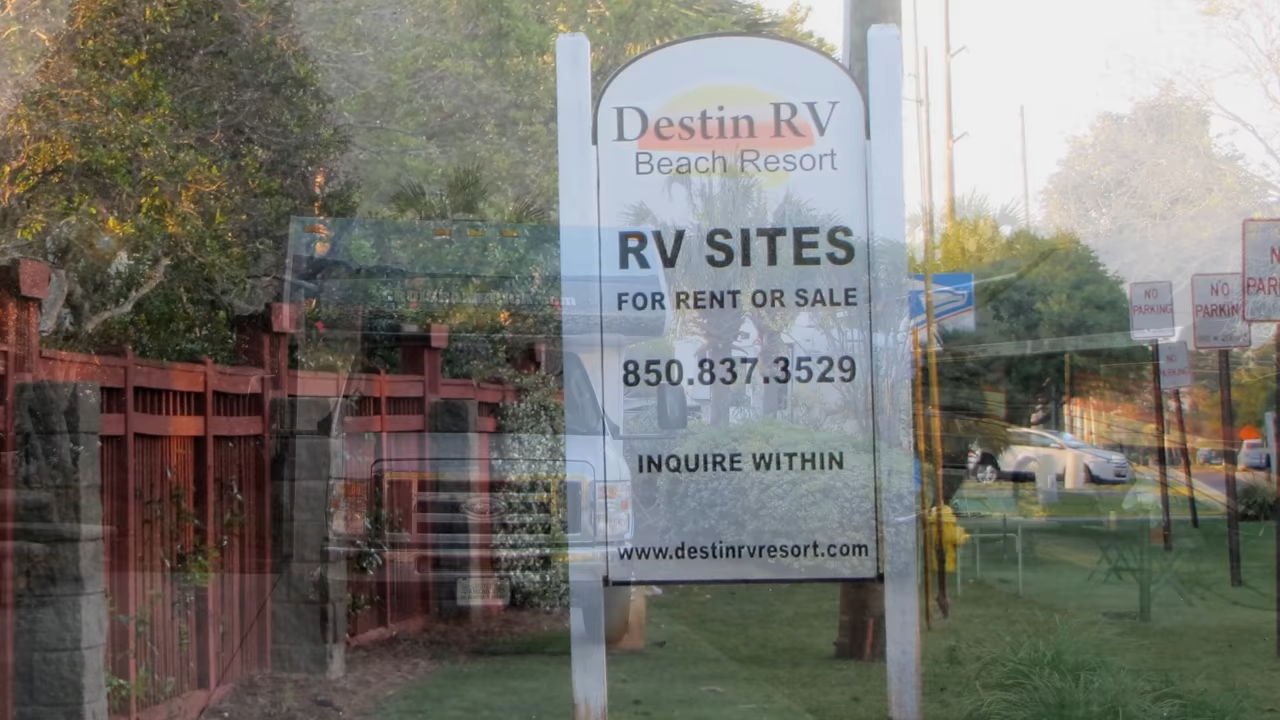 Destin RV
Beach Resort
RV SITES
FOR RENT OR SALE
850.837.3529
INQUIRE WITHIN
www.destinrvresort.com
NO
PARKING
NO
PARKING
NO
PARKING